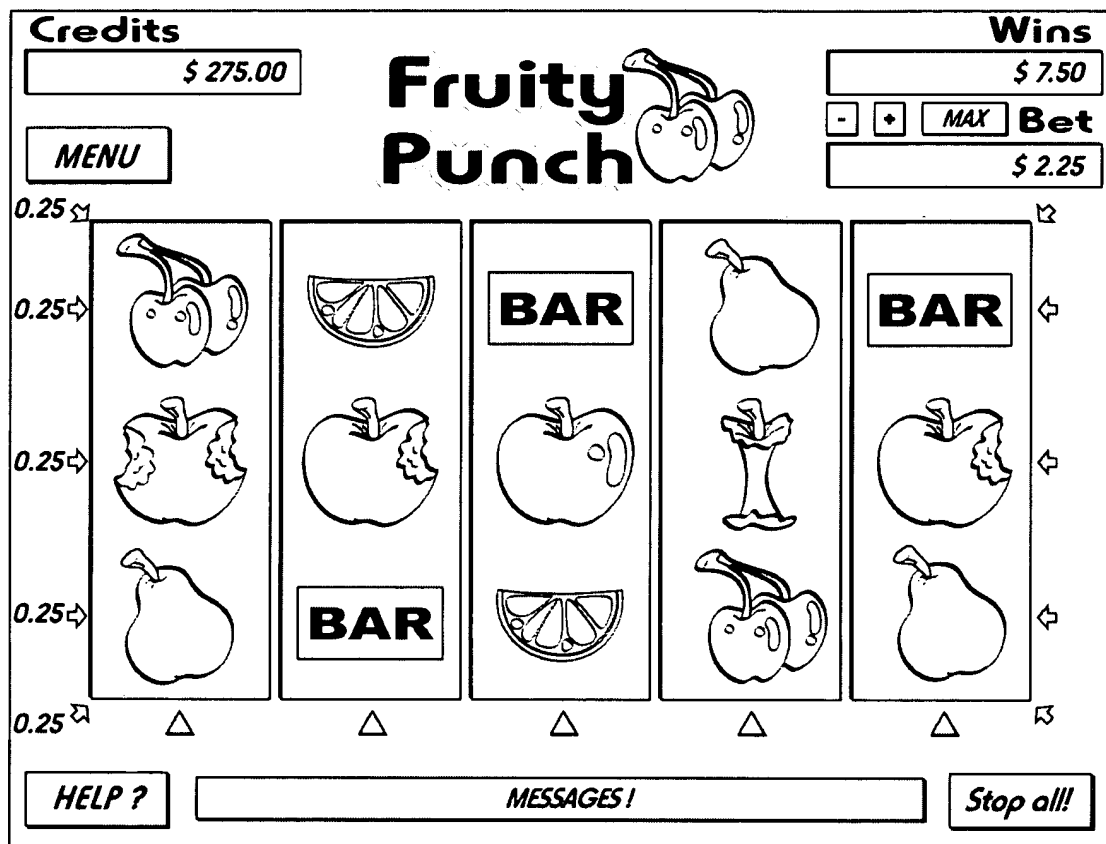 Credits
$ 275.00
MENU
Fruity
Punch
Wins
$ 7.50
- + MAX Bet
$ 2.25
0.25
0.25
0.25
0.25
0.25
BAR
BAR
BAR
HELP ?
MESSAGES !
Stop all!